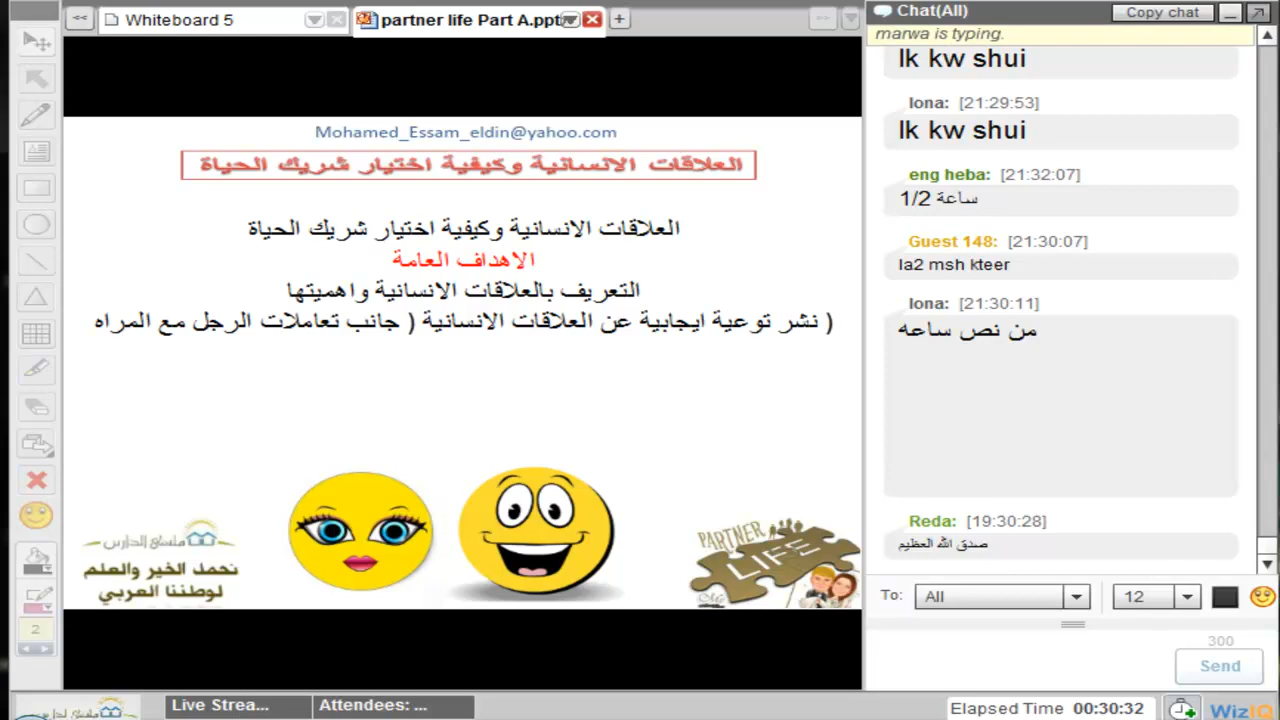 <<
Whiteboard 5
partner life Part A.ppt
+
>>
Mohamed_Essam_eldin@yahoo.com
العلاقات الانسانية وكيفية اختيار شريك الحياة
العلاقات الانسانية وكيفية اختيار شريك الحياة
الاهداف العامة
التعريف بالعلاقات الانسانية واهميتها
( نشر توعية ايجابية عن العلاقات الانسانية ( جانب تعاملات الرجل مع المراه
ملتقى الدارس
نحمد الخير والعلم
لوطننا العربي
PARTNER
LIFE
2
Live Strea...
Attendees: ...
Chat(All)
Copy chat
marwa is typing.
lk kw shui
lona: [21:29:53]
lk kw shui
eng heba: [21:32:07]
1/2 ساعة
Guest 148: [21:30:07]
la2 msh kteer
lona: [21:30:11]
من نص ساعه
Reda: [19:30:28]
صدق الله العظيم
To:
All
12
300
Send
Elapsed Time 00:30:32
WizIQ